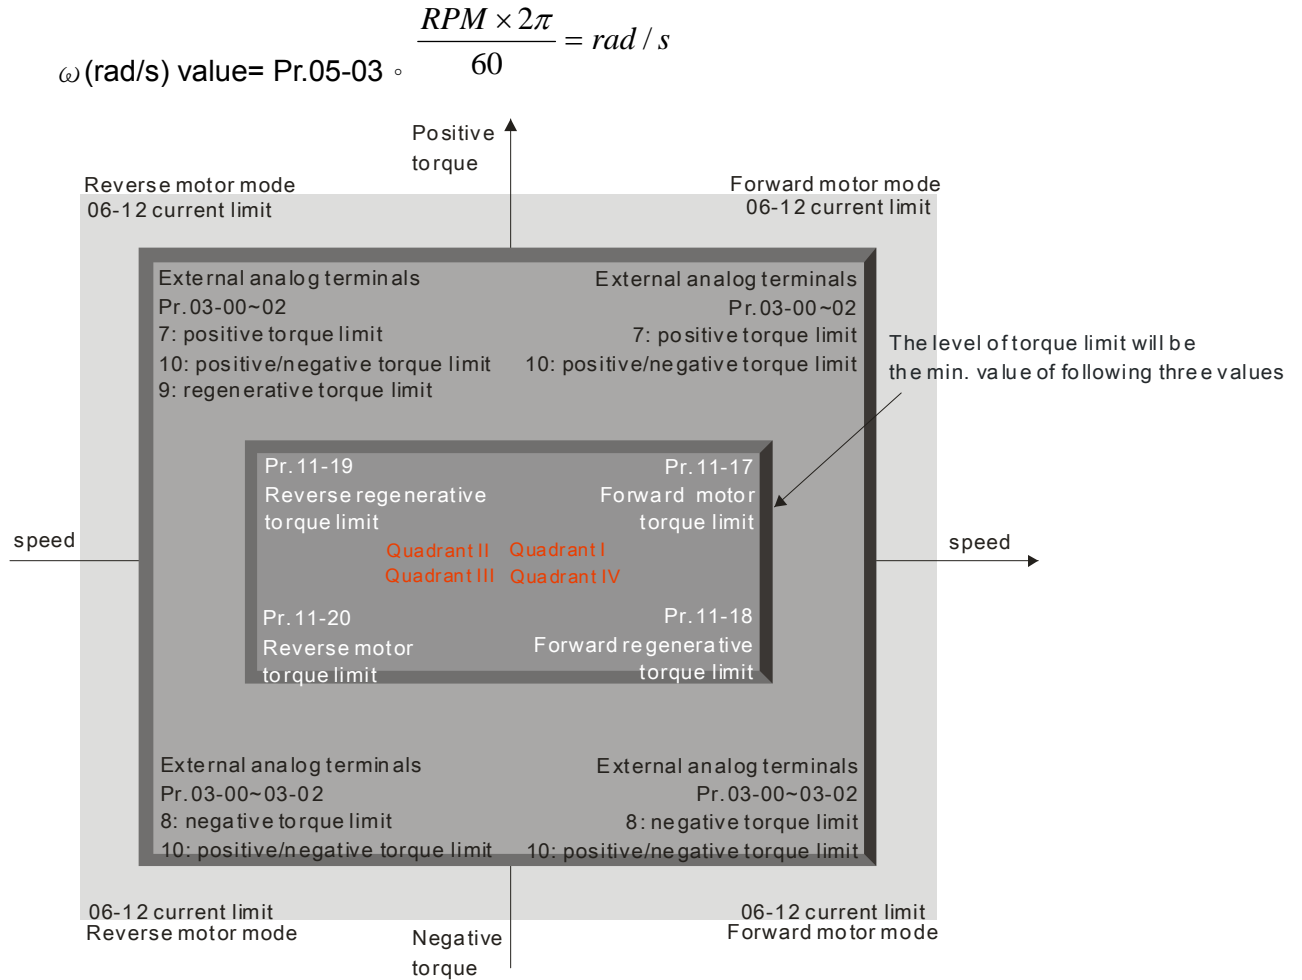 RPM × 2π
60
= rad / s
ω(rad/s) value= Pr.05-03 。
Positive
torque
Reverse motor mode
06-12 current limit
Forward motor mode
06-12 current limit
External analog terminals
Pr.03-00~02
7: positive torque limit
10: positive/negative torque limit
9: regenerative torque limit
External analog terminals
Pr.03-00~02
7: positive torque limit
10: positive/negative torque limit
The level of torque limit will be
the min. value of following three values
Pr.11-19
Reverse regenerative
torque limit
Pr.11-17
Forward motor
torque limit
speed
Quadrant II
Quadrant I
Quadrant III
Quadrant IV
speed
Pr.11-20
Reverse motor
torque limit
Pr.11-18
Forward regenerative
torque limit
External analog terminals
Pr.03-00~03-02
8: negative torque limit
10: positive/negative torque limit
External analog terminals
Pr.03-00~03-02
8: negative torque limit
10: positive/negative torque limit
06-12 current limit
Reverse motor mode
06-12 current limit
Forward motor mode
Negative
torque